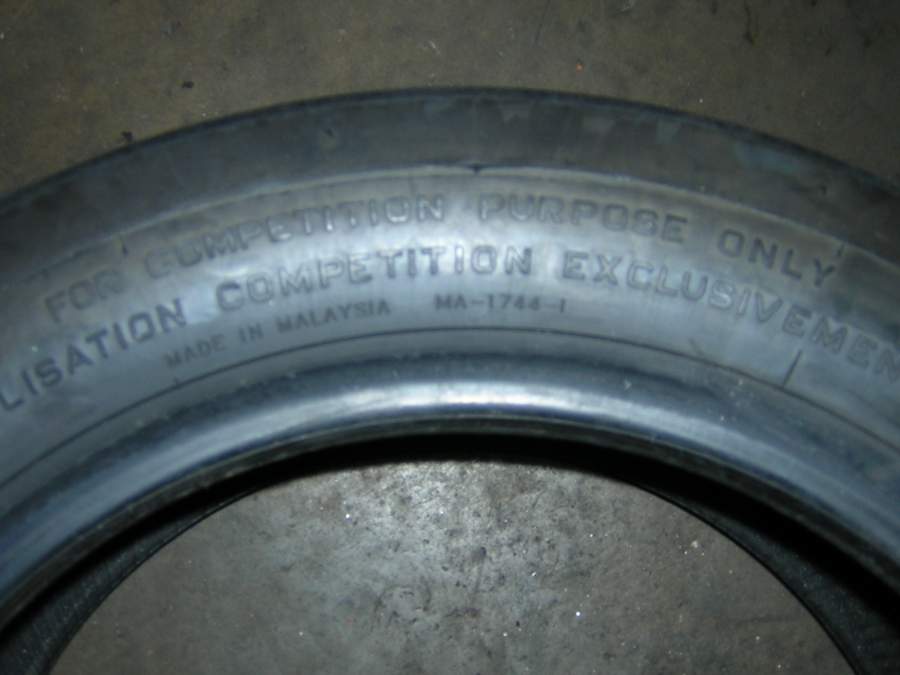 FOR COMPETITION PURPOSE ONLY
LISATION COMPETITION EXCLUSIVEMEN
MADE IN MALAYSIA MA-1744-1